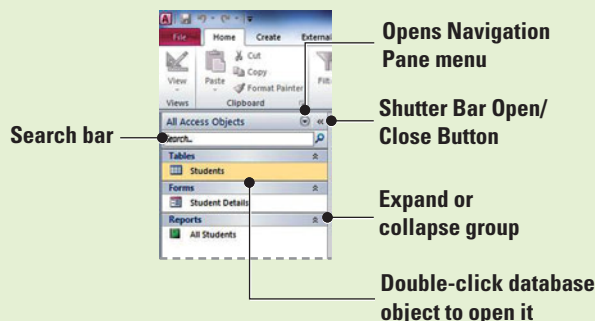 A
File
Home
Create
External
View
Paste
Cut
Copy
Format Painter
Filt
Views
Clipboard
All Access Objects
Search...
Tables
Students
Forms
Student Details
Reports
All Students
Search bar
Opens Navigation
Pane menu
Shutter Bar Open/
Close Button
Expand or
collapse group
Double-click database
object to open it